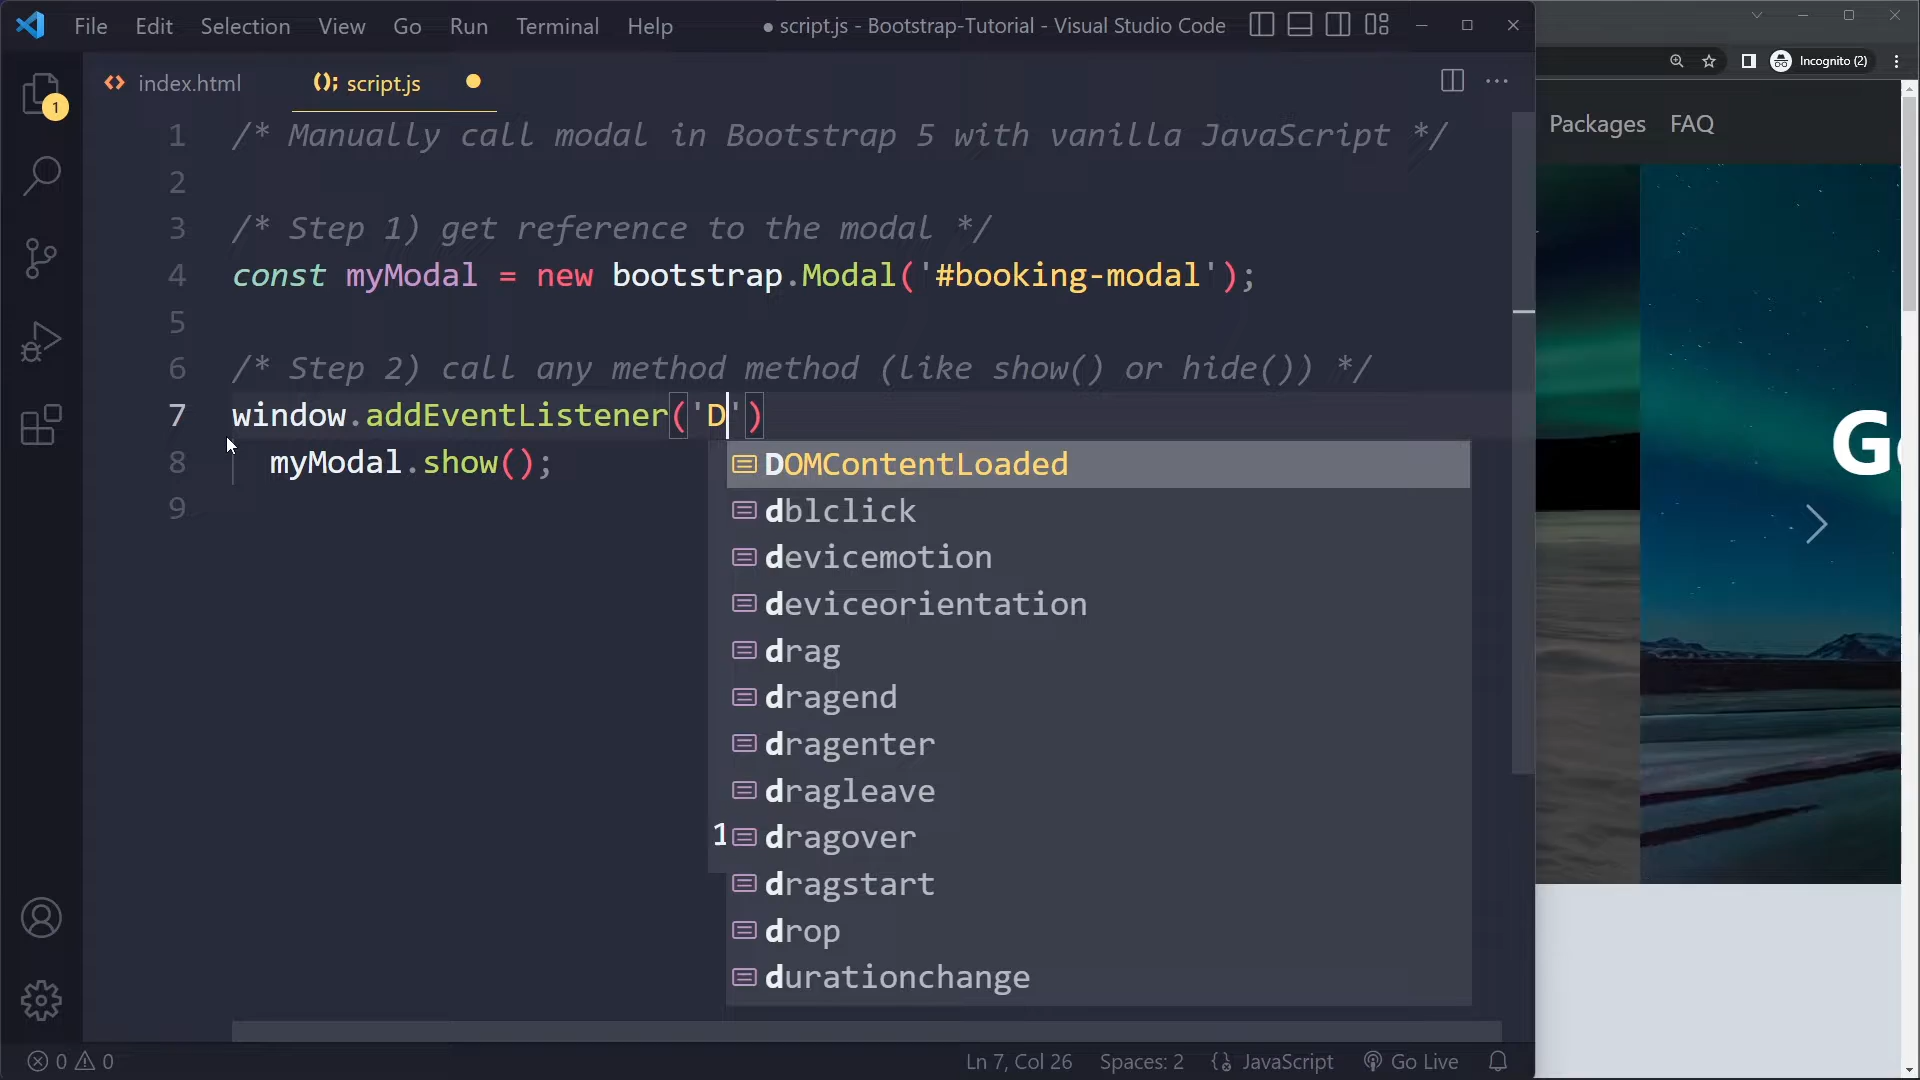 File Edit Selection View Go Run Terminal Help ● script.js - Bootstrap-Tutorial - Visual Studio Code
Incognito (2)
index.html
script.js
1
Packages FAQ
1 /* Manually call modal in Bootstrap 5 with vanilla JavaScript */
2
3 /* Step 1) get reference to the modal */
4 const myModal = new bootstrap.Modal('#booking-modal');
5
6 /* Step 2) call any method method (like show() or hide()) */
7 window.addEventListener('D')
8 myModal.show();
9
DOMContentLoaded
dblclick
devicemotion
deviceorientation
drag
dragend
dragenter
dragleave
1
dragover
dragstart
drop
durationchange
0 0
Ln 7, Col 26 Spaces: 2 JavaScript Go Live